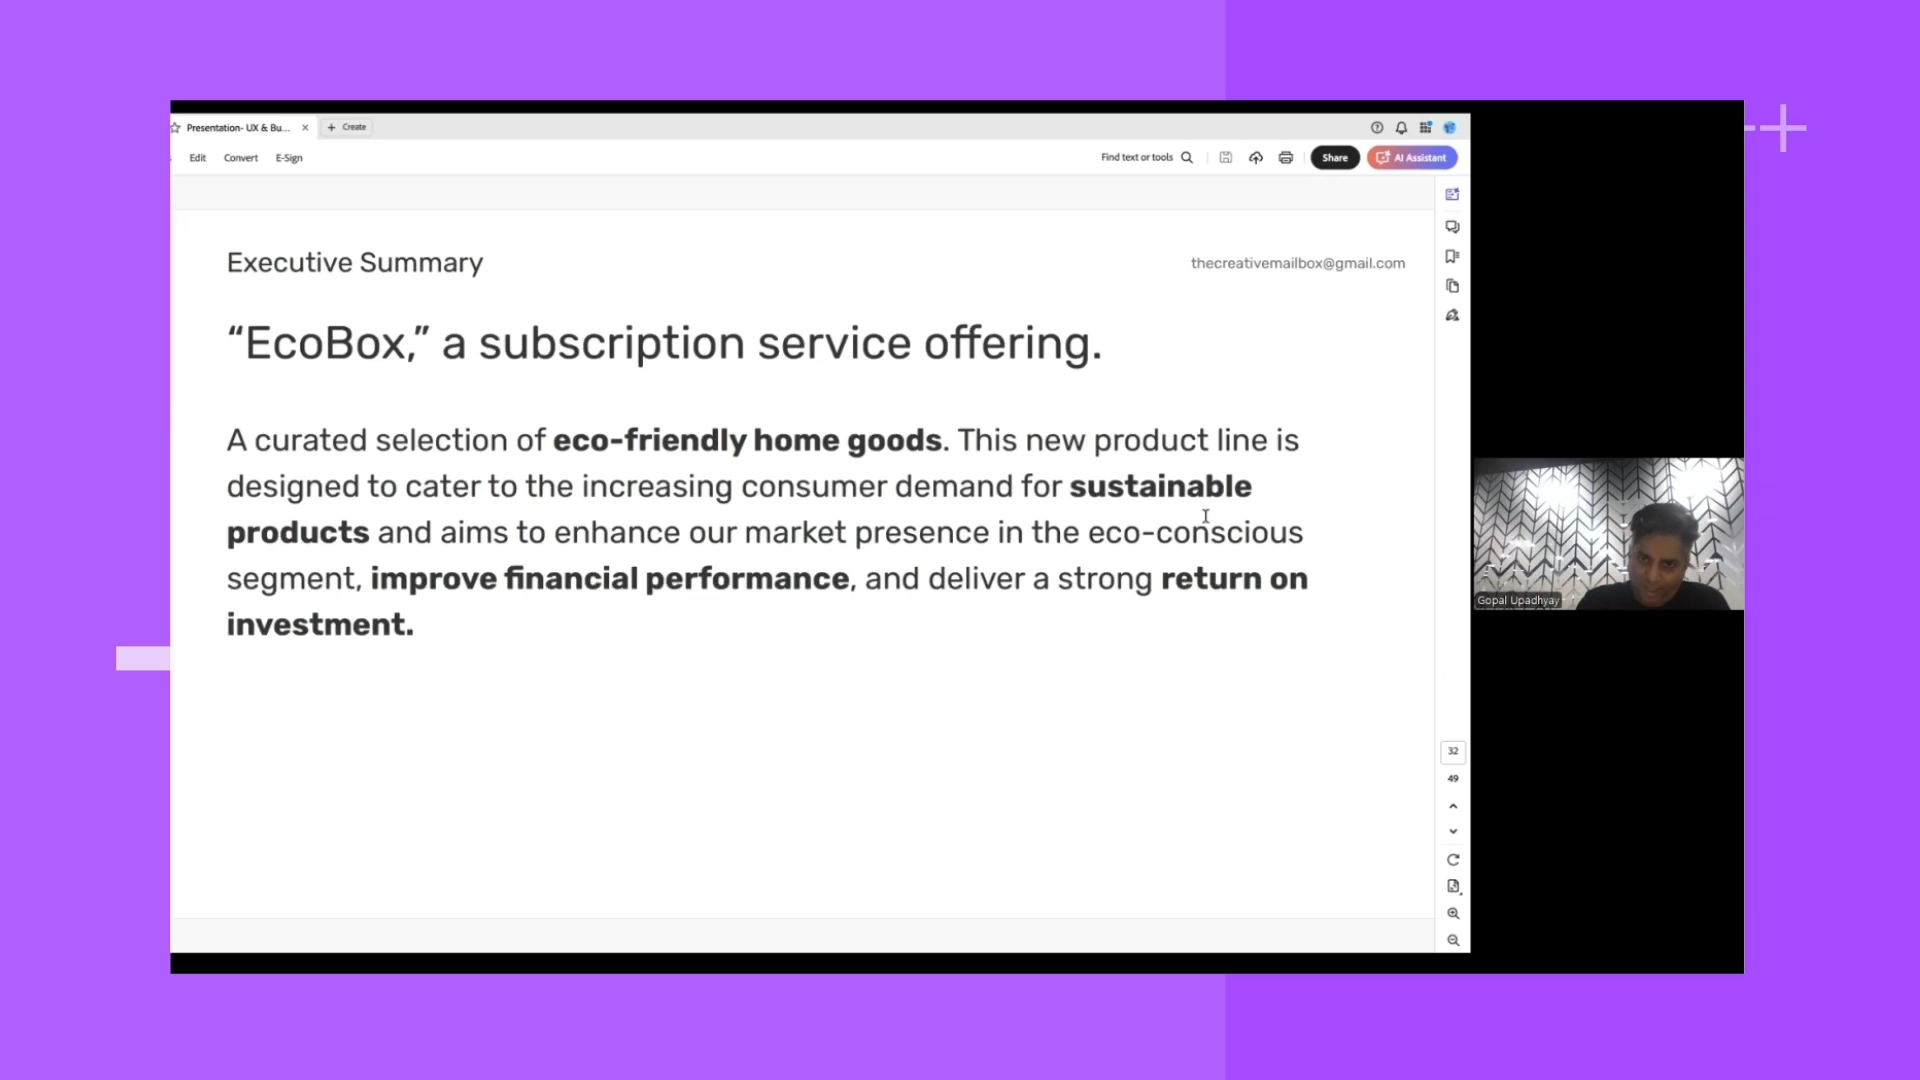 Presentation- UX & Bu...
Create
Edit Convert E-Sign
Find text or tools
Share
AI Assistant
Executive Summary
thecreativemailbox@gmail.com
“EcoBox,” a subscription service offering.
A curated selection of eco-friendly home goods. This new product line is
designed to cater to the increasing consumer demand for sustainable
products and aims to enhance our market presence in the eco-conscious
segment, improve financial performance, and deliver a strong return on
investment.
Gopal Upadhyay
32
49